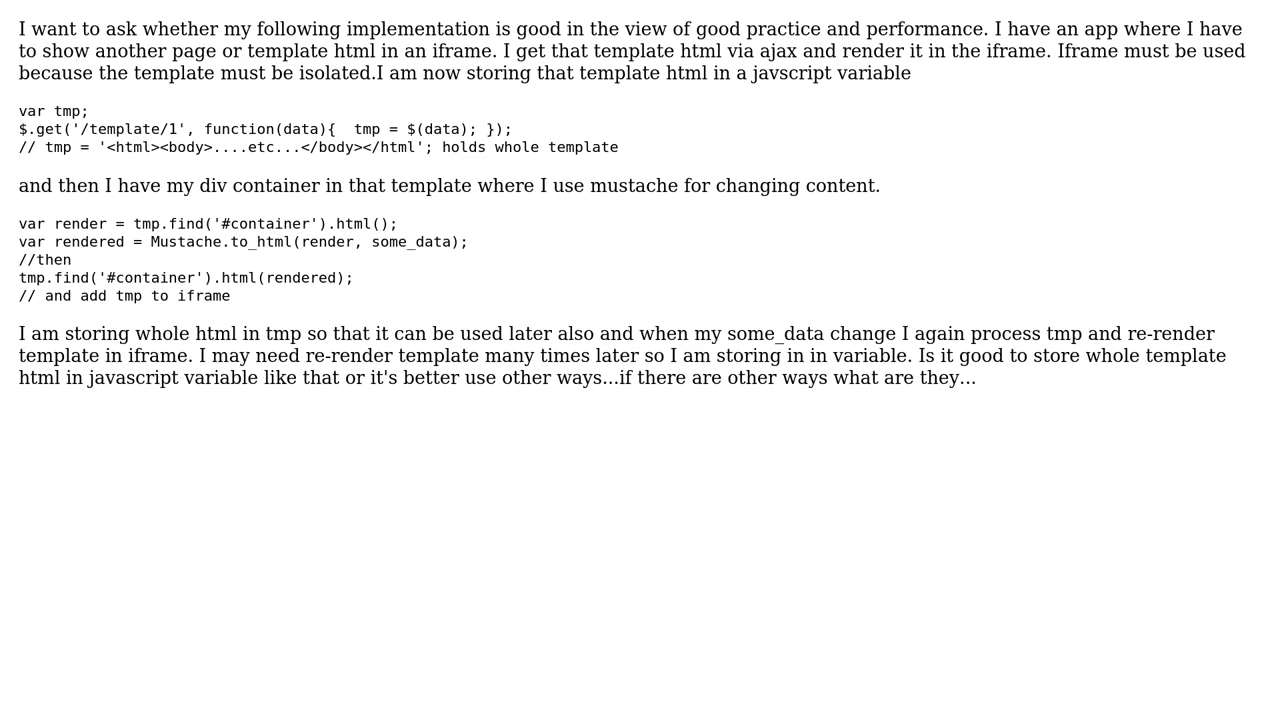 I want to ask whether my following implementation is good in the view of good practice and performance. I have an app where I have
to show another page or template html in an iframe. I get that template html via ajax and render it in the iframe. Iframe must be used
because the template must be isolated.I am now storing that template html in a javscript variable
var tmp;
$.get('/template/1', function(data){  tmp = $(data); });
// tmp = '<html><body>....etc...</body></html'; holds whole template
and then I have my div container in that template where I use mustache for changing content.
var render = tmp.find('#container').html();
var rendered = Mustache.to_html(render, some_data);
//then
tmp.find('#container').html(rendered);
// and add tmp to iframe
I am storing whole html in tmp so that it can be used later also and when my some_data change I again process tmp and re-render
template in iframe. I may need re-render template many times later so I am storing in in variable. Is it good to store whole template
html in javascript variable like that or it's better use other ways...if there are other ways what are they...